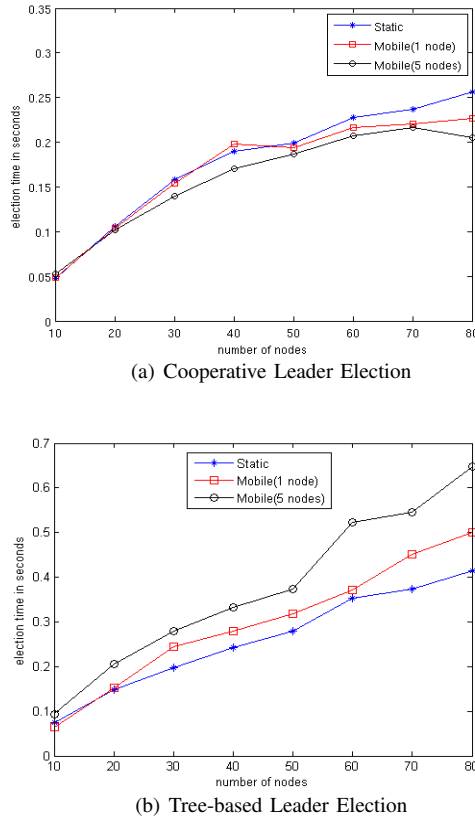 0.35
0.3
0.25
0.2
0.15
0.1
0.05
0
election time in seconds
Static
Mobile(1 node)
Mobile(5 nodes)
10 20 30 40 50 60 70 80
number of nodes
(a) Cooperative Leader Election
0.7
0.6
0.5
0.4
0.3
0.2
0.1
0
election time in seconds
Static
Mobile(1 node)
Mobile(5 nodes)
10 20 30 40 50 60 70 80
number of nodes
(b) Tree-based Leader Election